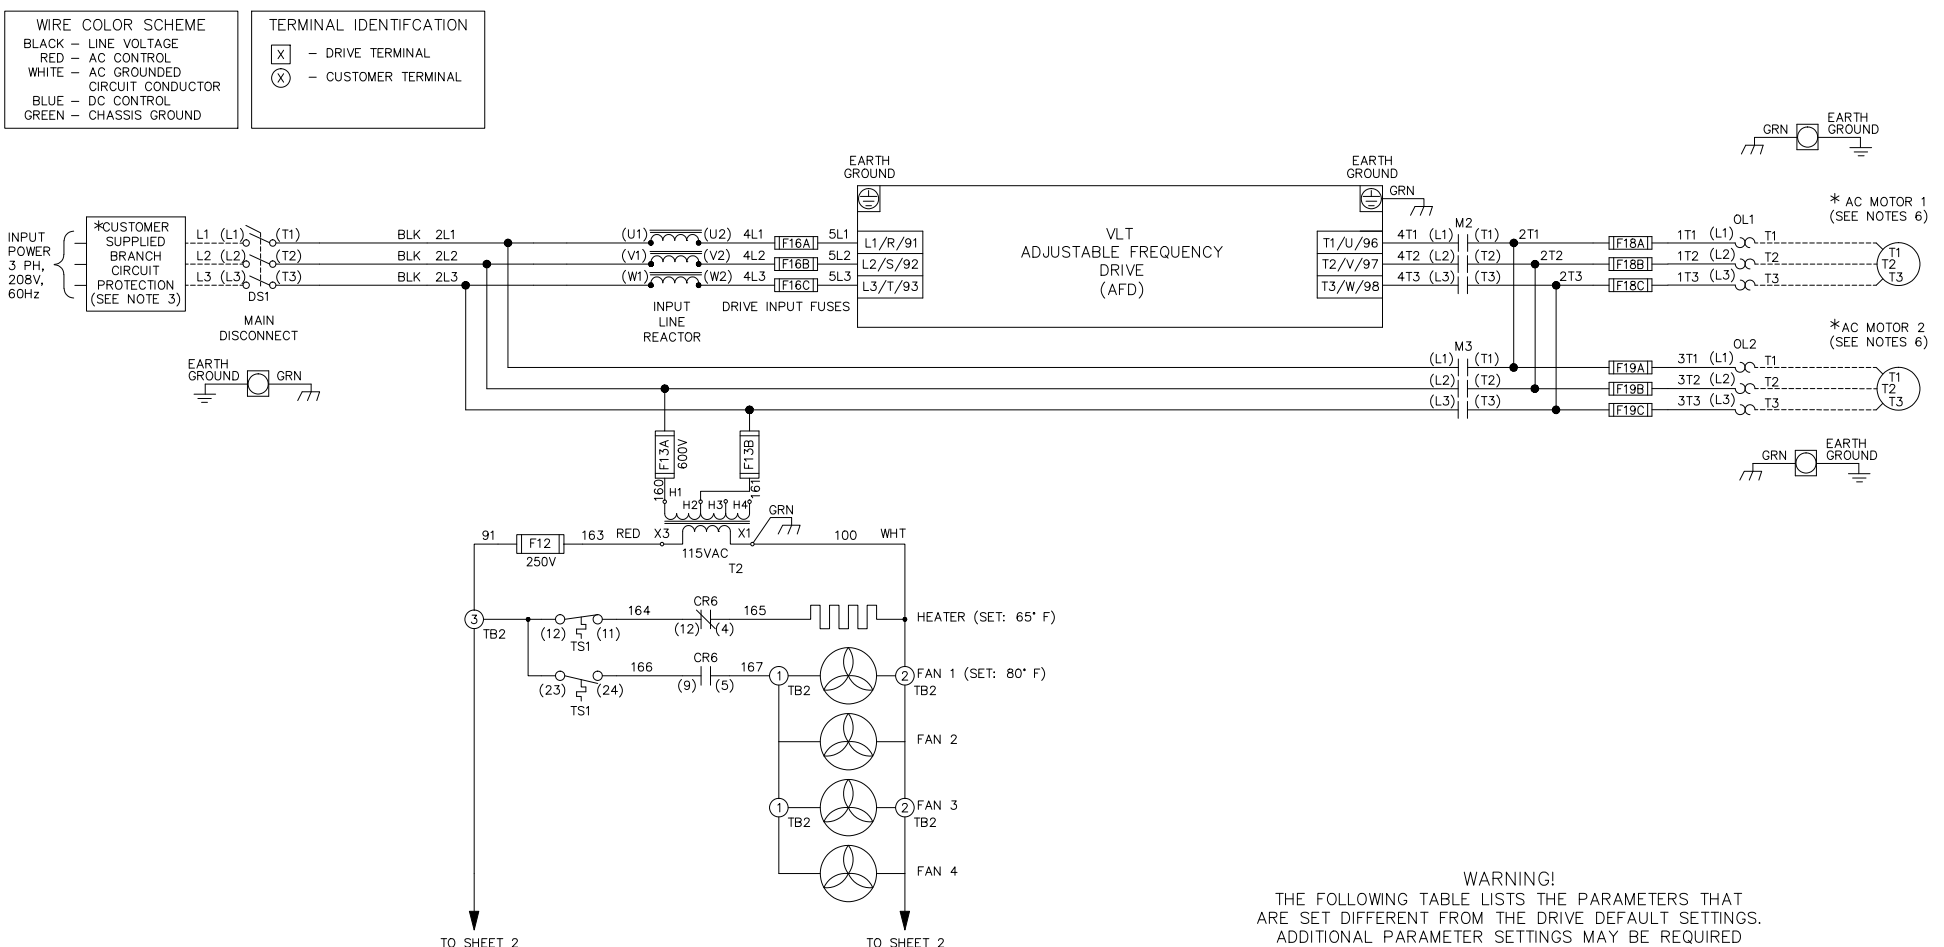 WIRE COLOR SCHEME
BLACK – LINE VOLTAGE
RED – AC CONTROL
WHITE – AC GROUNDED
CIRCUIT CONDUCTOR
BLUE – DC CONTROL
GREEN – CHASSIS GROUND
TERMINAL IDENTIFCATION
X – DRIVE TERMINAL
X – CUSTOMER TERMINAL
GRN
EARTH
GROUND
EARTH
GROUND
EARTH
GROUND
GRN
* AC MOTOR 1
(SEE NOTES 6)
INPUT
POWER
3 PH,
208V,
60Hz
*CUSTOMER
SUPPLIED
BRANCH
CIRCUIT
PROTECTION
(SEE NOTE 3)
L1 (L1) (T1) BLK 2L1 (U1) (U2) 4L1 F16A 5L1 L1/R/91
L2 (L2) (T2) BLK 2L2 (V1) (V2) 4L2 F16B 5L2 L2/S/92
L3 (L3) (T3) BLK 2L3 (W1) (W2) 4L3 F16C 5L3 L3/T/93
DS1
MAIN
DISCONNECT
INPUT
LINE
REACTOR
DRIVE INPUT FUSES
VLT
ADJUSTABLE FREQUENCY
DRIVE
(AFD)
M2
OL1
T1/U/96 4T1 (L1) (T1) 2T1 F18A 1T1 (L1) T1
T2/V/97 4T2 (L2) (T2) 2T2 F18B 1T2 (L2) T2
T3/W/98 4T3 (L3) (T3) 2T3 F18C 1T3 (L3) T3
T1
T2
T3
EARTH
GROUND
GRN
* AC MOTOR 2
(SEE NOTES 6)
M3
OL2
(L1) (T1) F19A 3T1 (L1) T1
(L2) (T2) F19B 3T2 (L2) T2
(L3) (T3) F19C 3T3 (L3) T3
T1
T2
T3
GRN
EARTH
GROUND
F13A
600V
F13B
160
161
H1
H2 H3 H4
GRN
91 F12 163 RED X3 X1 100 WHT
250V
115VAC
T2
3
TB2
164 CR6 165
(12) (11) (12) (4)
TS1
HEATER (SET: 65° F)
166 CR6 167
(23) (24) (9) (5)
TS1
1
TB2
2
TB2
FAN 1 (SET: 80° F)
FAN 2
1
TB2
2
TB2
FAN 3
FAN 4
TO SHEET 2
TO SHEET 2
WARNING!
THE FOLLOWING TABLE LISTS THE PARAMETERS THAT
ARE SET DIFFERENT FROM THE DRIVE DEFAULT SETTINGS.
ADDITIONAL PARAMETER SETTINGS MAY BE REQUIRED